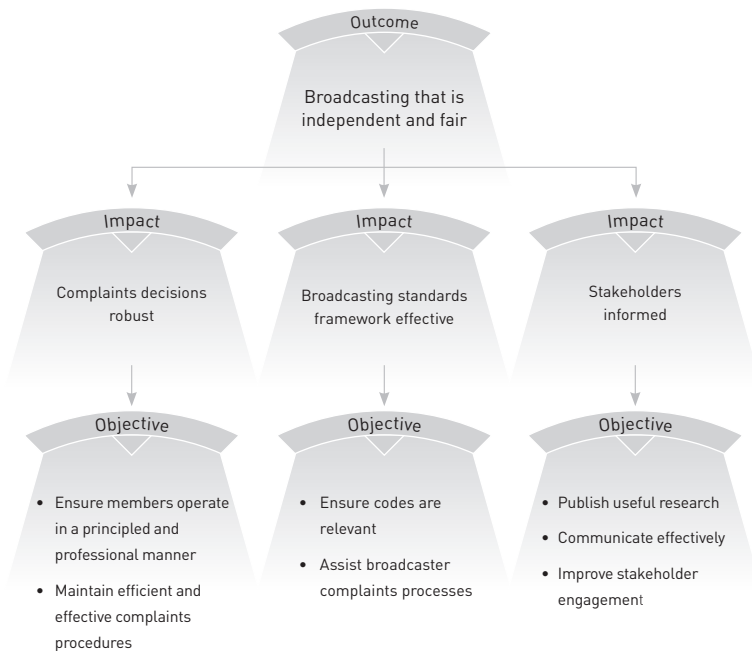 Outcome
Broadcasting that is
independent and fair
Impact
Complaints decisions
robust
Impact
Broadcasting standards
framework effective
Impact
Stakeholders
informed
Objective
• Ensure members operate
in a principled and
professional manner
• Maintain efficient and
effective complaints
procedures
Objective
• Ensure codes are
relevant
• Assist broadcaster
complaints processes
Objective
• Publish useful research
• Communicate effectively
• Improve stakeholder
engagement